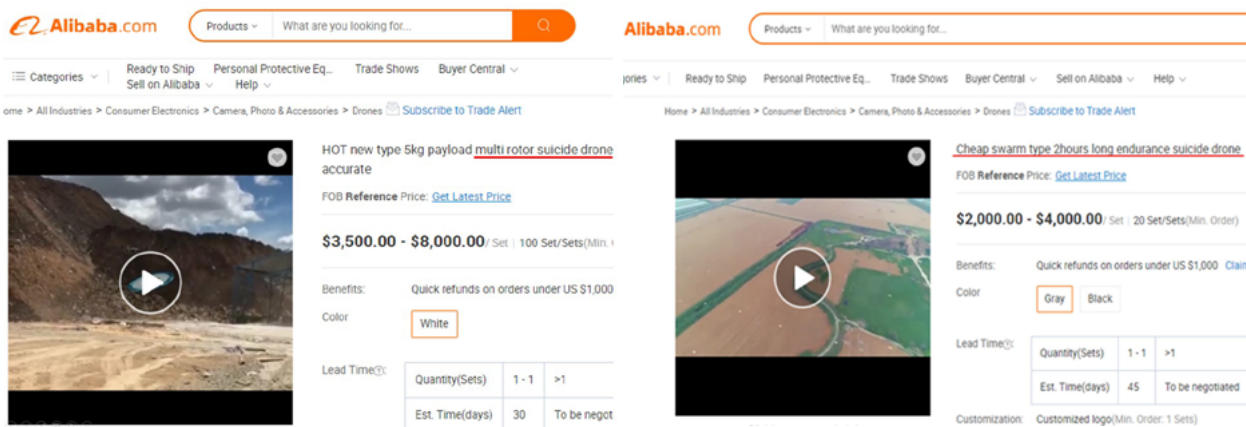 Alibaba.com
Products
What are you looking for...
Categories
Ready to Ship Personal Protective Eq... Trade Shows Buyer Central
Sell on Alibaba Help
ome > All Industries > Consumer Electronics > Camera, Photo & Accessories > Drones Subscribe to Trade Alert
HOT new type 5kg payload multi rotor suicide drone
accurate
FOB Reference Price: Get Latest Price
$3,500.00 - $8,000.00 / Set | 100 Set/Sets(Min.
Benefits: Quick refunds on orders under US $1,000
Color
White
Lead Time:
Quantity(Sets) 1 - 1 >1
Est. Time(days) 30 To be negot
Alibaba.com
Products
What are you looking for...
gories Ready to Ship Personal Protective Eq... Trade Shows Buyer Central Sell on Alibaba Help
Home > All Industries > Consumer Electronics > Camera, Photo & Accessories > Drones Subscribe to Trade Alert
Cheap swarm type 2hours long endurance suicide drone
FOB Reference Price: Get Latest Price
$2,000.00 - $4,000.00 / Set | 20 Set/Sets(Min. Order)
Benefits: Quick refunds on orders under US $1,000 Clain
Color
Gray Black
Lead Time:
Quantity(Sets) 1 - 1 >1
Est. Time(days) 45 To be negotiated
Customization: Customized logo(Min. Order: 1 Sets)